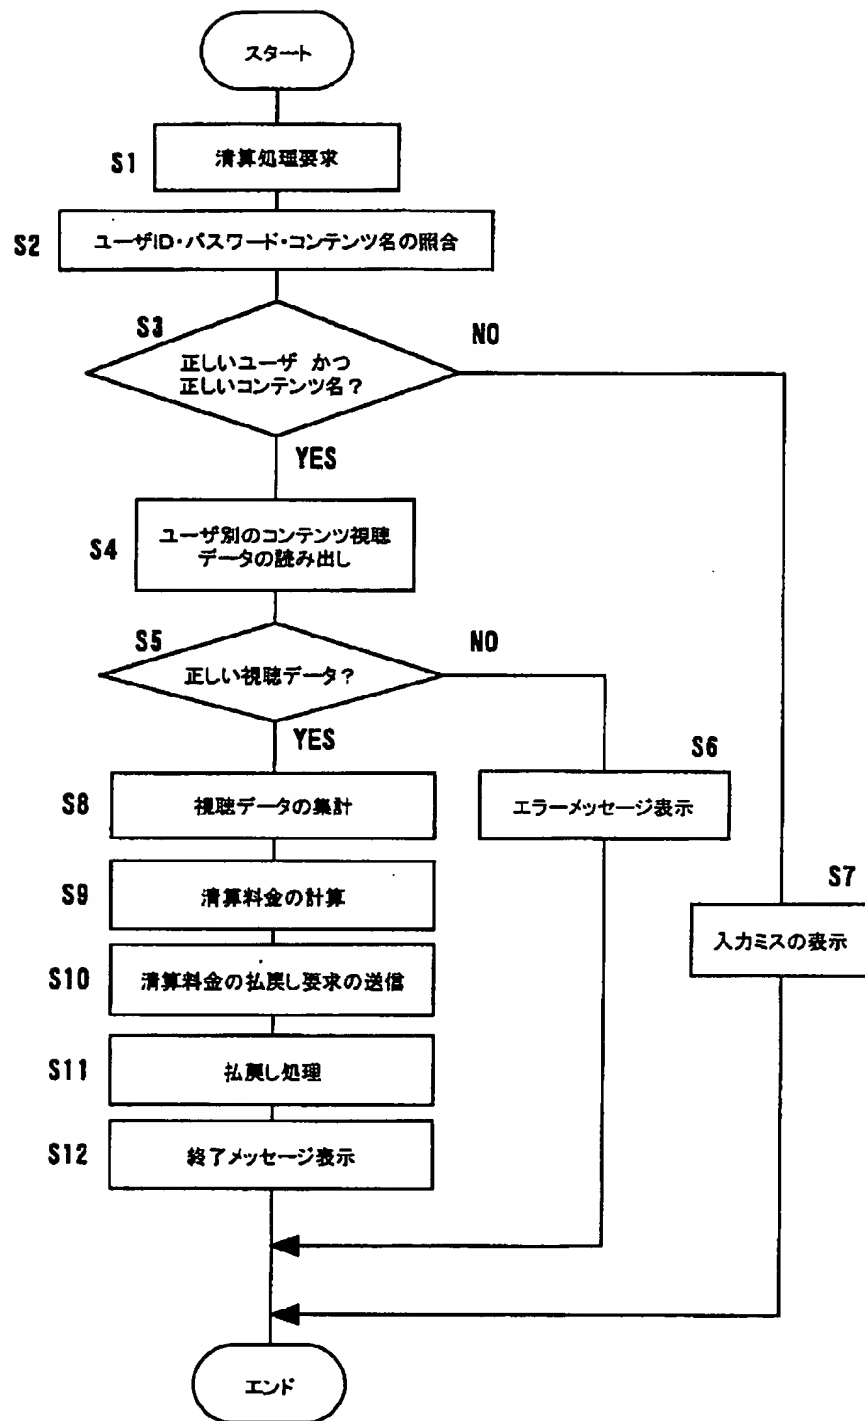 スタート
S1
清算処理要求
S2
ユーザID・パスワード・コンテンツ名の照合
S3
NO
正しいユーザ かつ
正しいコンテンツ名？
YES
S4
ユーザ別のコンテンツ視聴
データの読み出し
S5
NO
正しい視聴データ？
YES
S6
エラーメッセージ表示
S8
視聴データの集計
S7
入力ミスの表示
S9
清算料金の計算
S10
清算料金の払戻し要求の送信
S11
払戻し処理
S12
終了メッセージ表示
エンド